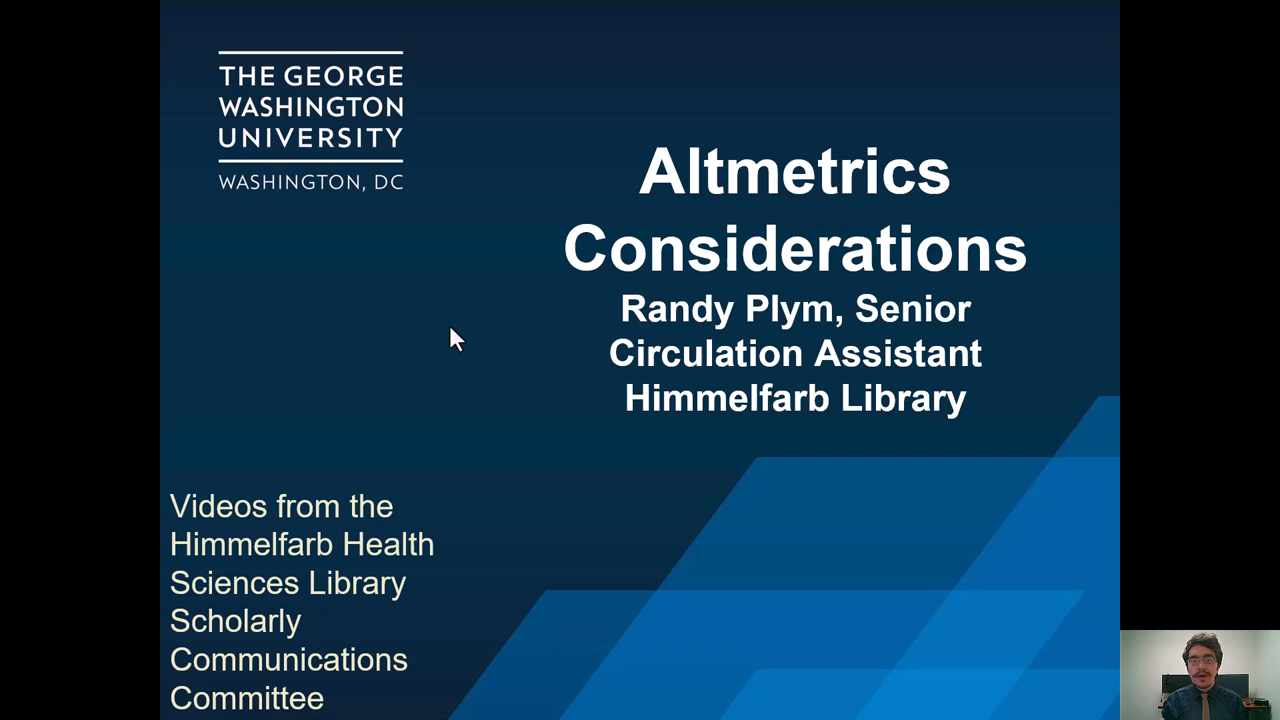 THE GEORGE
WASHINGTON
UNIVERSITY
WASHINGTON, DC
Altmetrics
Considerations
Randy Plym, Senior
Circulation Assistant
Himmelfarb Library
Videos from the
Himmelfarb Health
Sciences Library
Scholarly
Communications
Committee